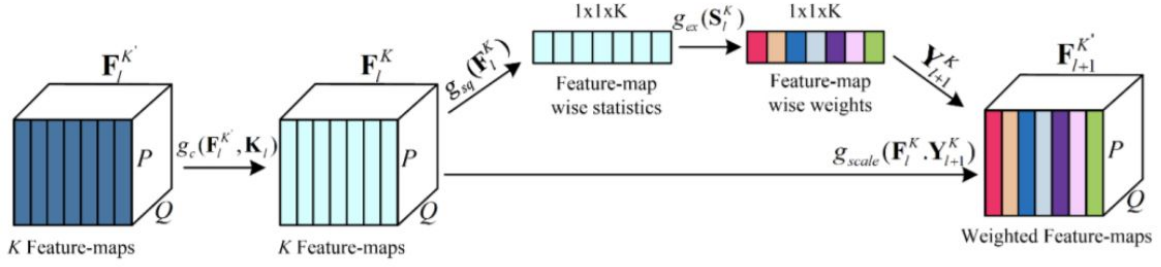 F_l^{K'}
P
Q
K Feature-maps
g_c(F_l^{K'}, K_l)
F_l^K
P
Q
K Feature-maps
g_{sq}(F_l^K)
1x1xK
Feature-map
wise statistics
g_{ex}(S_l^K)
1x1xK
Feature-map
wise weights
Y_{l+1}^K
g_{scale}(F_l^K.Y_{l+1}^K)
F_{l+1}^{K'}
P
Q
Weighted Feature-maps